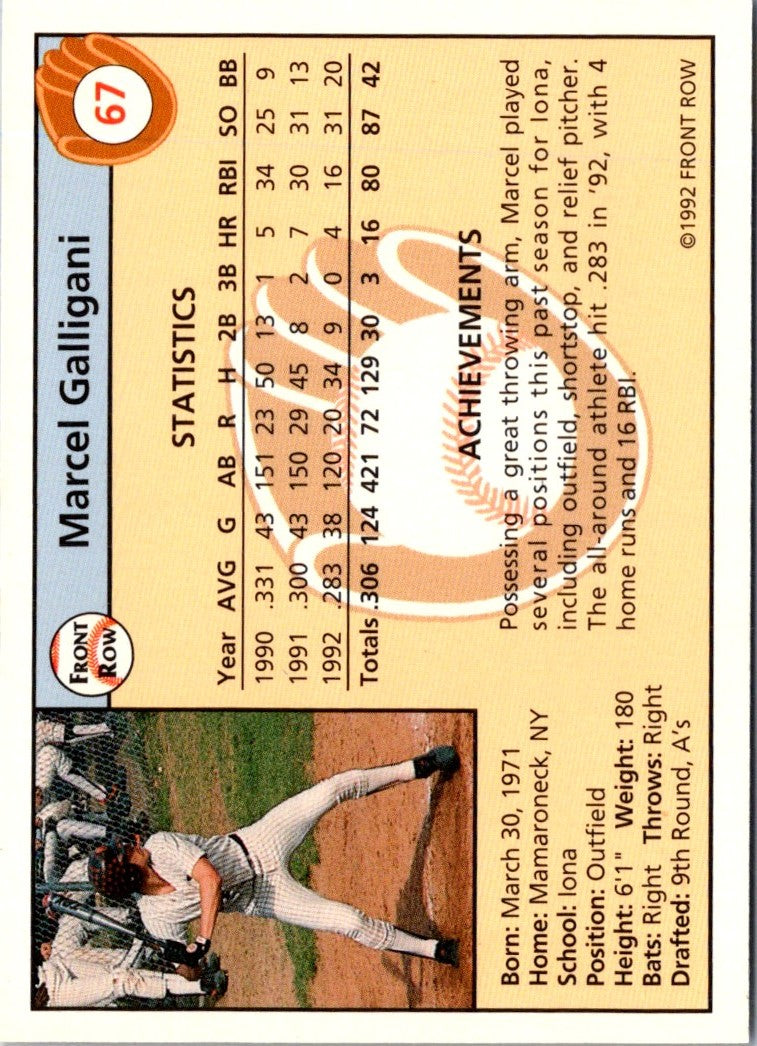 FRONT ROW
Marcel Galligani
67
STATISTICS
Year AVG G AB R H 2B 3B HR RBI SO BB
1990 .331 43 151 23 50 13 1 5 34 25 9
1991 .300 43 150 29 45 8 2 7 30 31 13
1992 .283 38 120 20 34 9 0 4 16 31 20
Totals .306 124 421 72 129 30 3 16 80 87 42
ACHIEVEMENTS
Possessing a great throwing arm, Marcel played
several positions this past season for Iona,
including outfield, shortstop, and relief pitcher.
The all-around athlete hit .283 in '92, with 4
home runs and 16 RBI.
Born: March 30, 1971
Home: Mamaroneck, NY
School: Iona
Position: Outfield
Height: 6'1" Weight: 180
Bats: Right Throws: Right
Drafted: 9th Round, A's
©1992 FRONT ROW